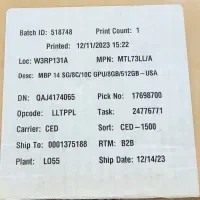 Batch ID: 518748 Print Count: 1
Printed: 12/11/2023 15:22
Loc: W3RP131A MPN: MTL73LL/A
Desc: MBP 14 SG/8C/10C GPU/8GB/512GB-USA
DN: QAJ4174065 Pick No: 17698700
Opcode: LLTPPL Task: 24776771
Carrier: CED Sort: CED-1500
Ship To: 0001375188 RTM: B2B
Plant: LO55 Ship Date: 12/14/23